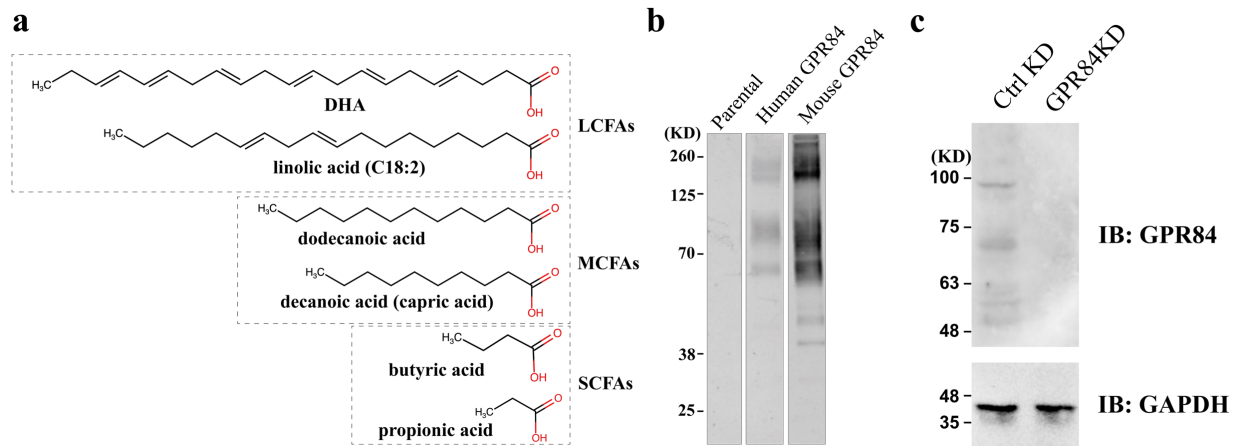 a
H₃C
O
OH
DHA
H₃C
O
OH
linolic acid (C18:2)
LCFAs
H₃C
O
OH
dodecanoic acid
H₃C
O
OH
decanoic acid (capric acid)
MCFAs
H₃C
O
OH
butyric acid
H₃C
O
OH
propionic acid
SCFAs
b
Parental
Human GPR84
Mouse GPR84
(KD)
260
125
70
38
25
c
Ctrl KD
GPR84KD
(KD)
100
75
63
48
IB: GPR84
48
35
IB: GAPDH